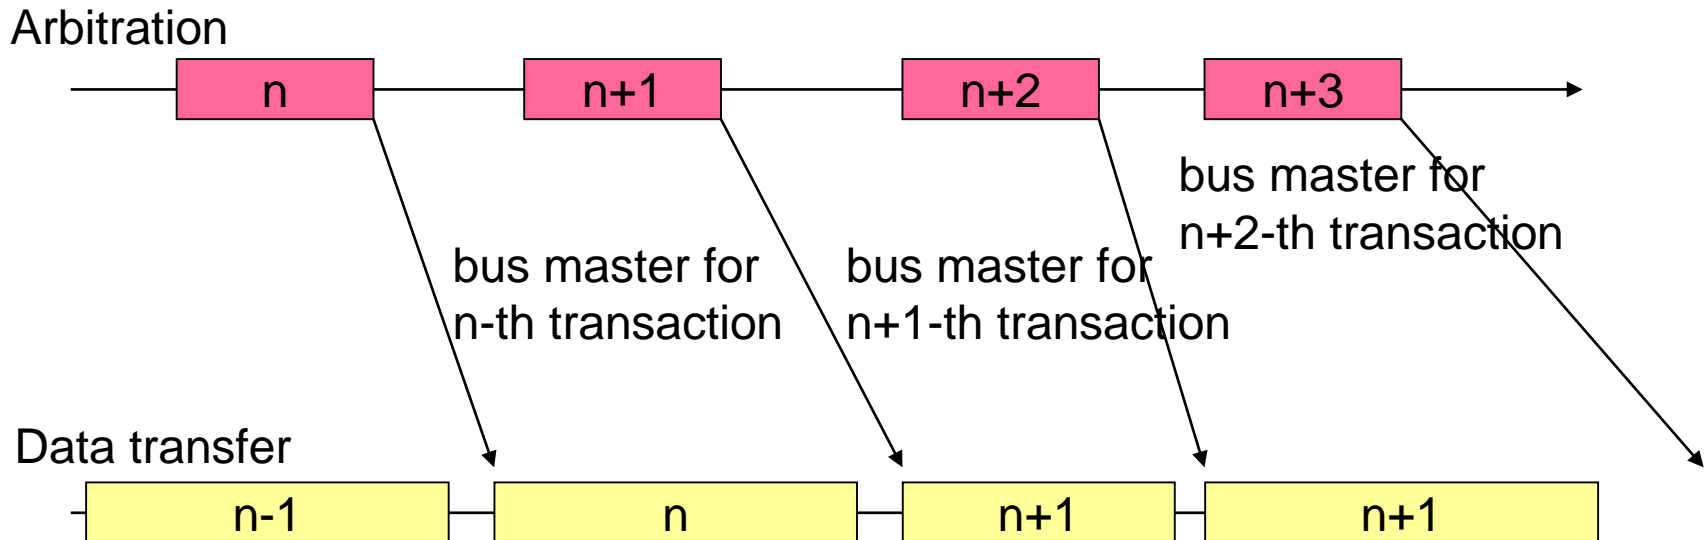 Arbitration
n
n+1
n+2
n+3
bus master for
n+2-th transaction
bus master for
n-th transaction
bus master for
n+1-th transaction
Data transfer
n-1
n
n+1
n+1